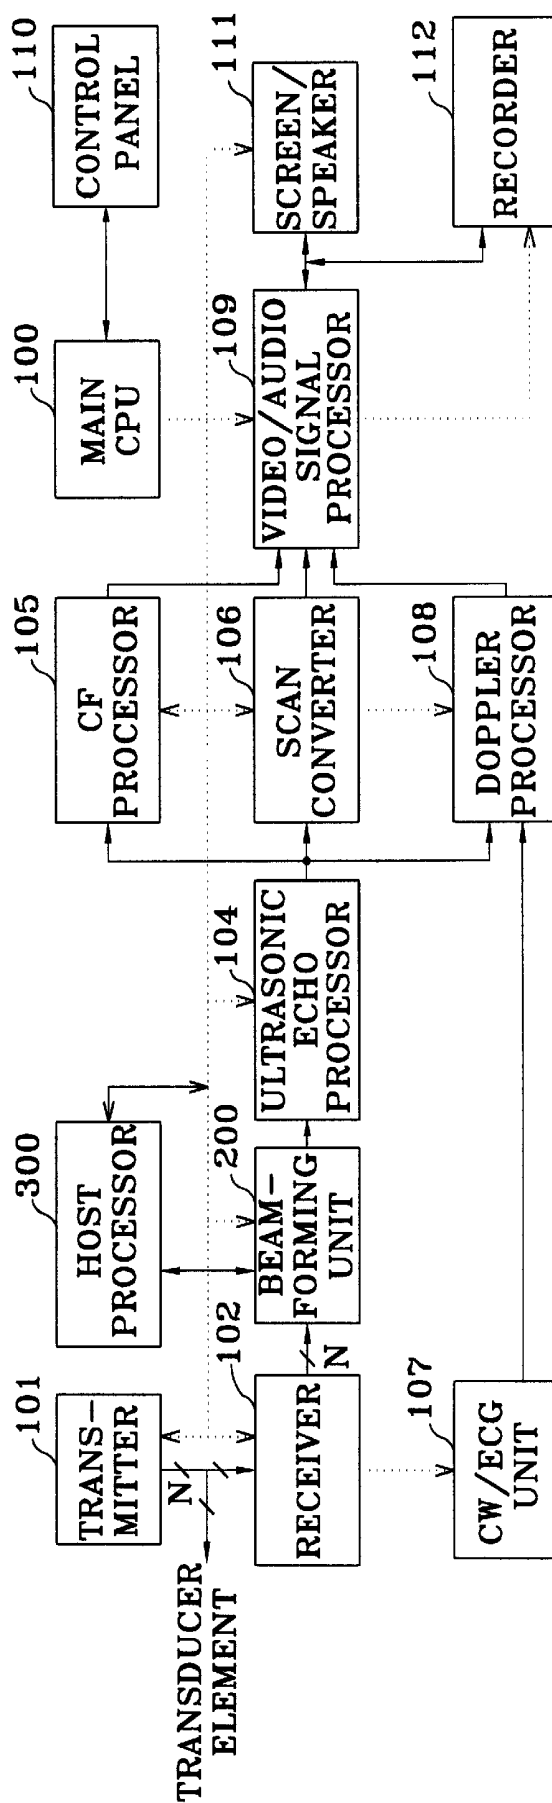 101
TRANS-
MITTER
300
HOST
PROCESSOR
105
CF
PROCESSOR
100
MAIN
CPU
110
CONTROL
PANEL
N
TRANSDUCER
ELEMENT
102
RECEIVER
N
200
BEAM-
FORMING
UNIT
104
ULTRASONIC
ECHO
PROCESSOR
106
SCAN
CONVERTER
109
VIDEO/AUDIO
SIGNAL
PROCESSOR
111
SCREEN/
SPEAKER
107
CW/ECG
UNIT
108
DOPPLER
PROCESSOR
112
RECORDER